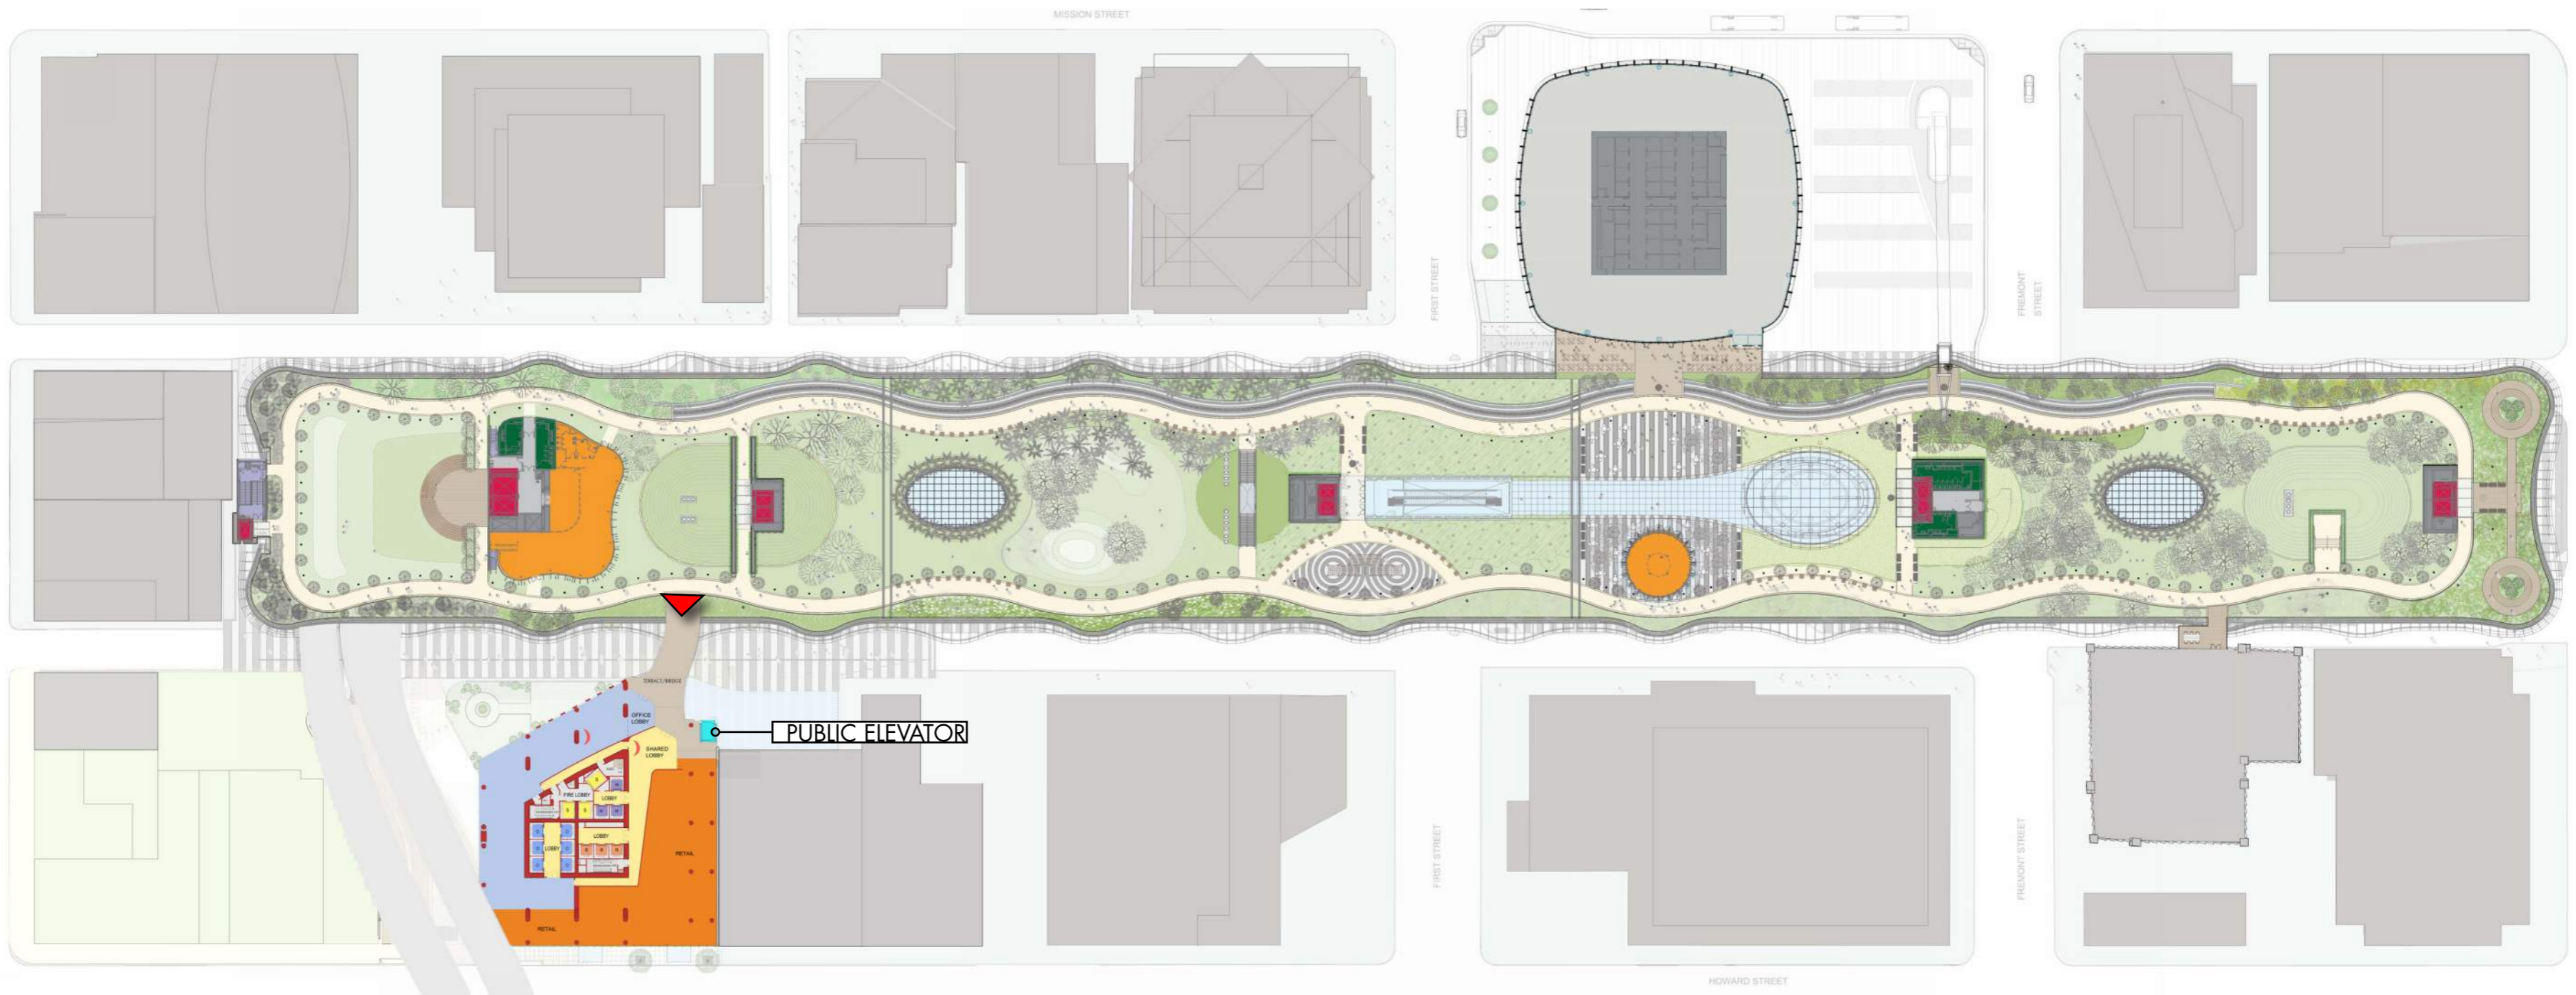 MISSION STREET
FIRST STREET
FREMONT
STREET
TERRACE/BRIDGE
OFFICE
LOBBY
PUBLIC ELEVATOR
SHARED
LOBBY
FIRE LOBBY
LOBBY
LOBBY
LOBBY
RETAIL
RETAIL
FIRST STREET
FREMONT STREET
HOWARD STREET